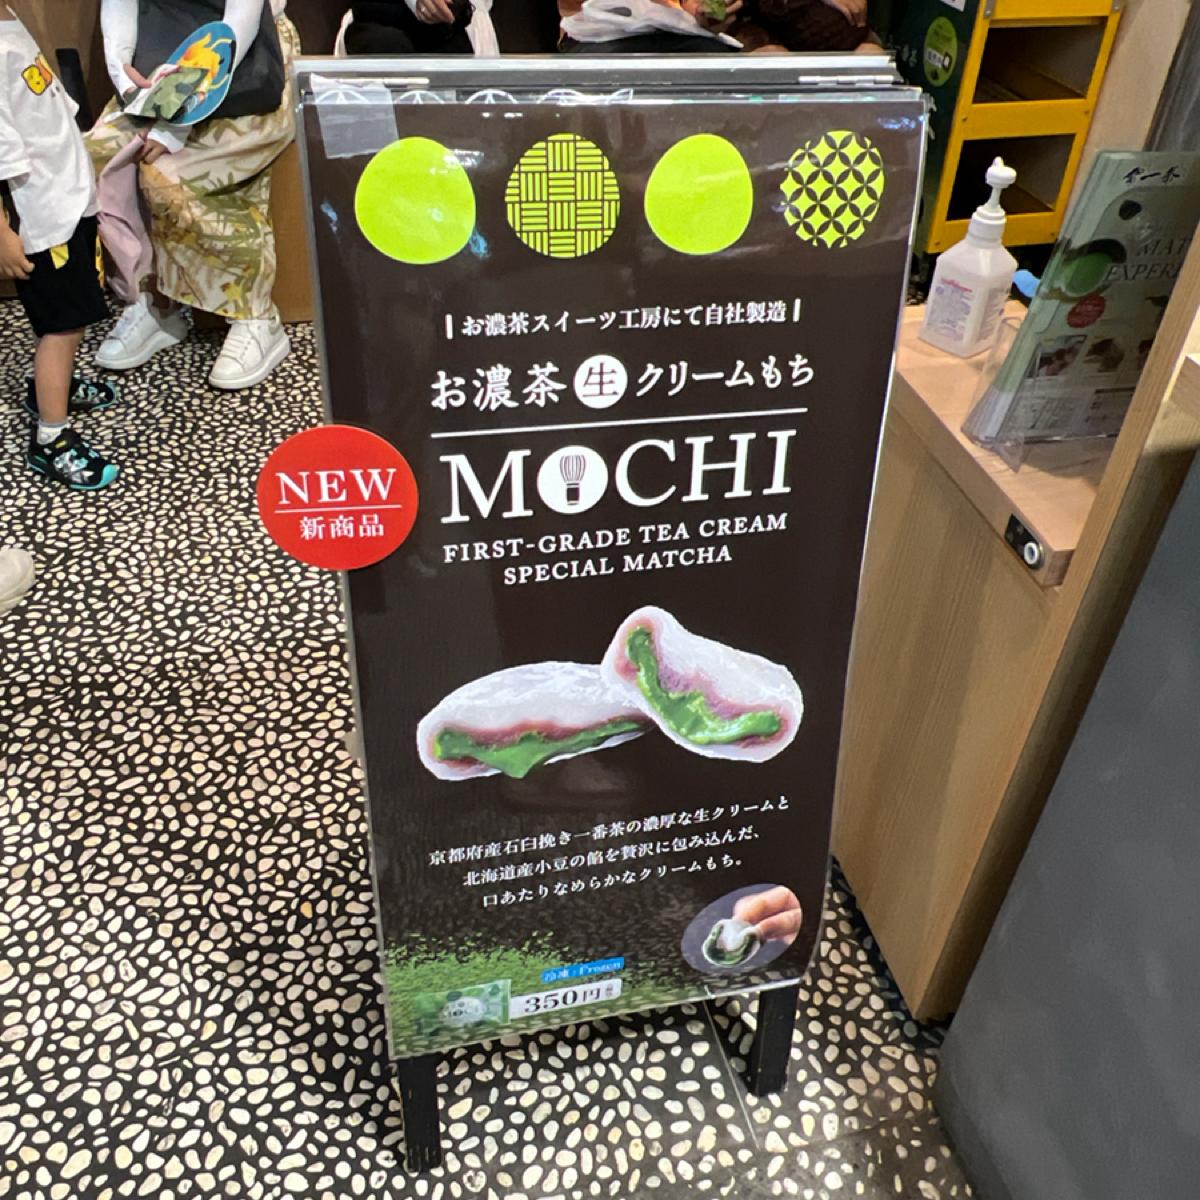 お濃茶スイーツ工房にて自社製造
お濃茶生クリームもち
MOCHI
FIRST-GRADE TEA CREAM
SPECIAL MATCHA
NEW
新商品
京都府産石臼挽き一番茶の濃厚な生クリームと
北海道産小豆の餡を贅沢に包み込んだ、
口あたりなめらかなクリームもち。
冷凍：Frozen
350円